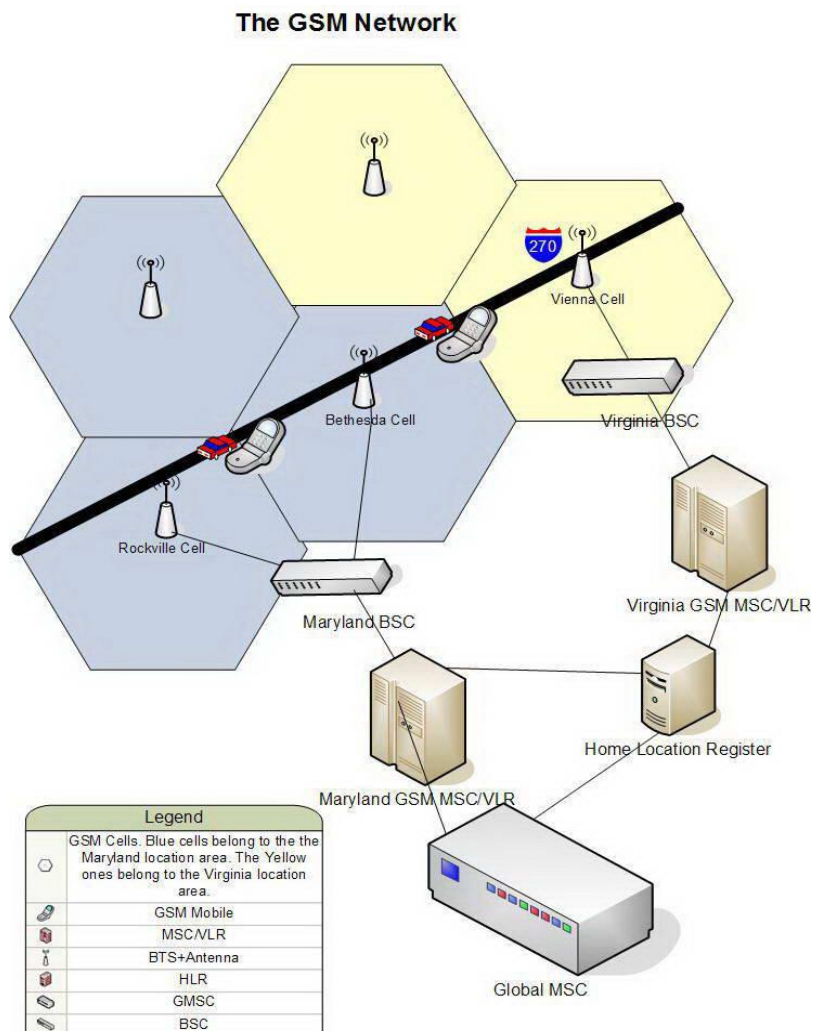 The GSM Network
270
Vienna Cell
Virginia BSC
Bethesda Cell
Rockville Cell
Maryland BSC
Virginia GSM MSC/VLR
Home Location Register
Maryland GSM MSC/VLR
Global MSC
Legend
GSM Cells. Blue cells belong to the the
Maryland location area. The Yellow
ones belong to the Virginia location
area.
GSM Mobile
MSC/VLR
BTS+Antenna
HLR
GMSC
BSC